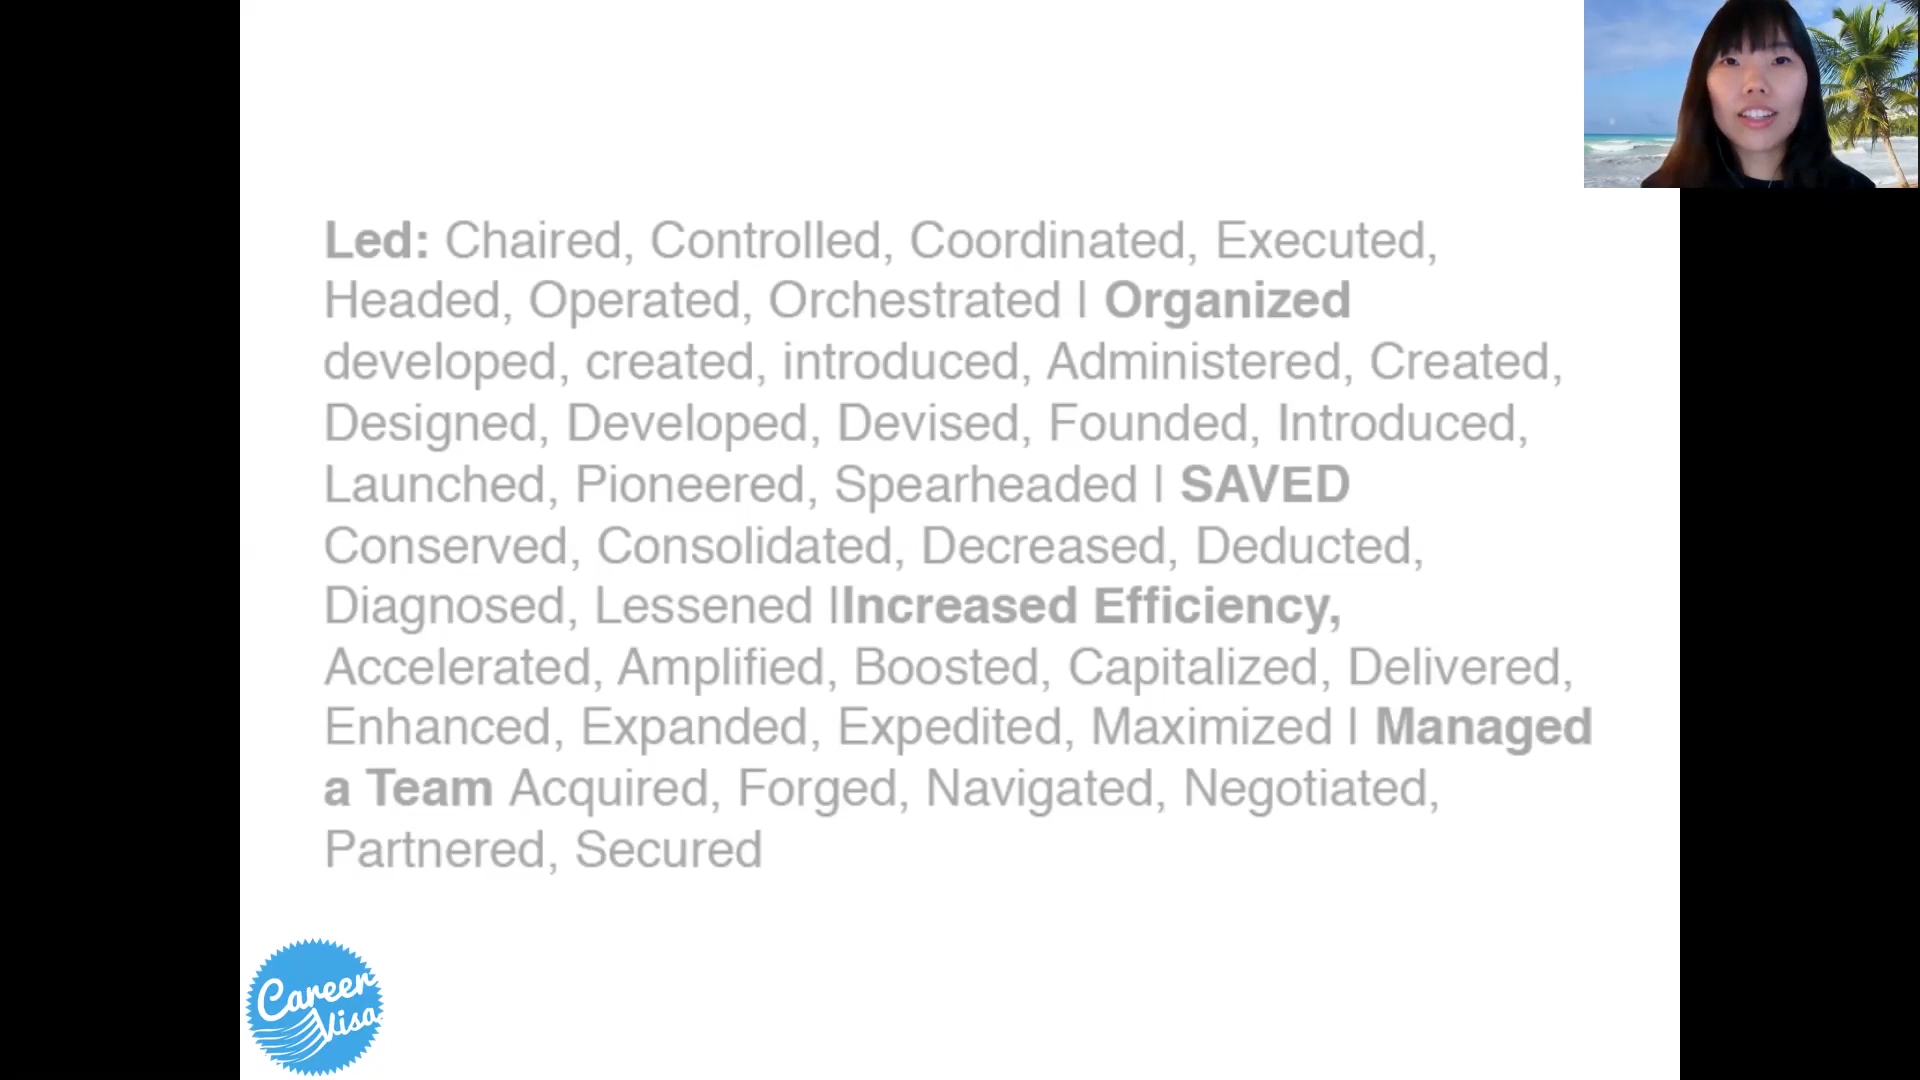 Led: Chaired, Controlled, Coordinated, Executed,
Headed, Operated, Orchestrated | Organized
developed, created, introduced, Administered, Created,
Designed, Developed, Devised, Founded, Introduced,
Launched, Pioneered, Spearheaded | SAVED
Conserved, Consolidated, Decreased, Deducted,
Diagnosed, Lessened |Increased Efficiency,
Accelerated, Amplified, Boosted, Capitalized, Delivered,
Enhanced, Expanded, Expedited, Maximized | Managed
a Team Acquired, Forged, Navigated, Negotiated,
Partnered, Secured
Career
Visa